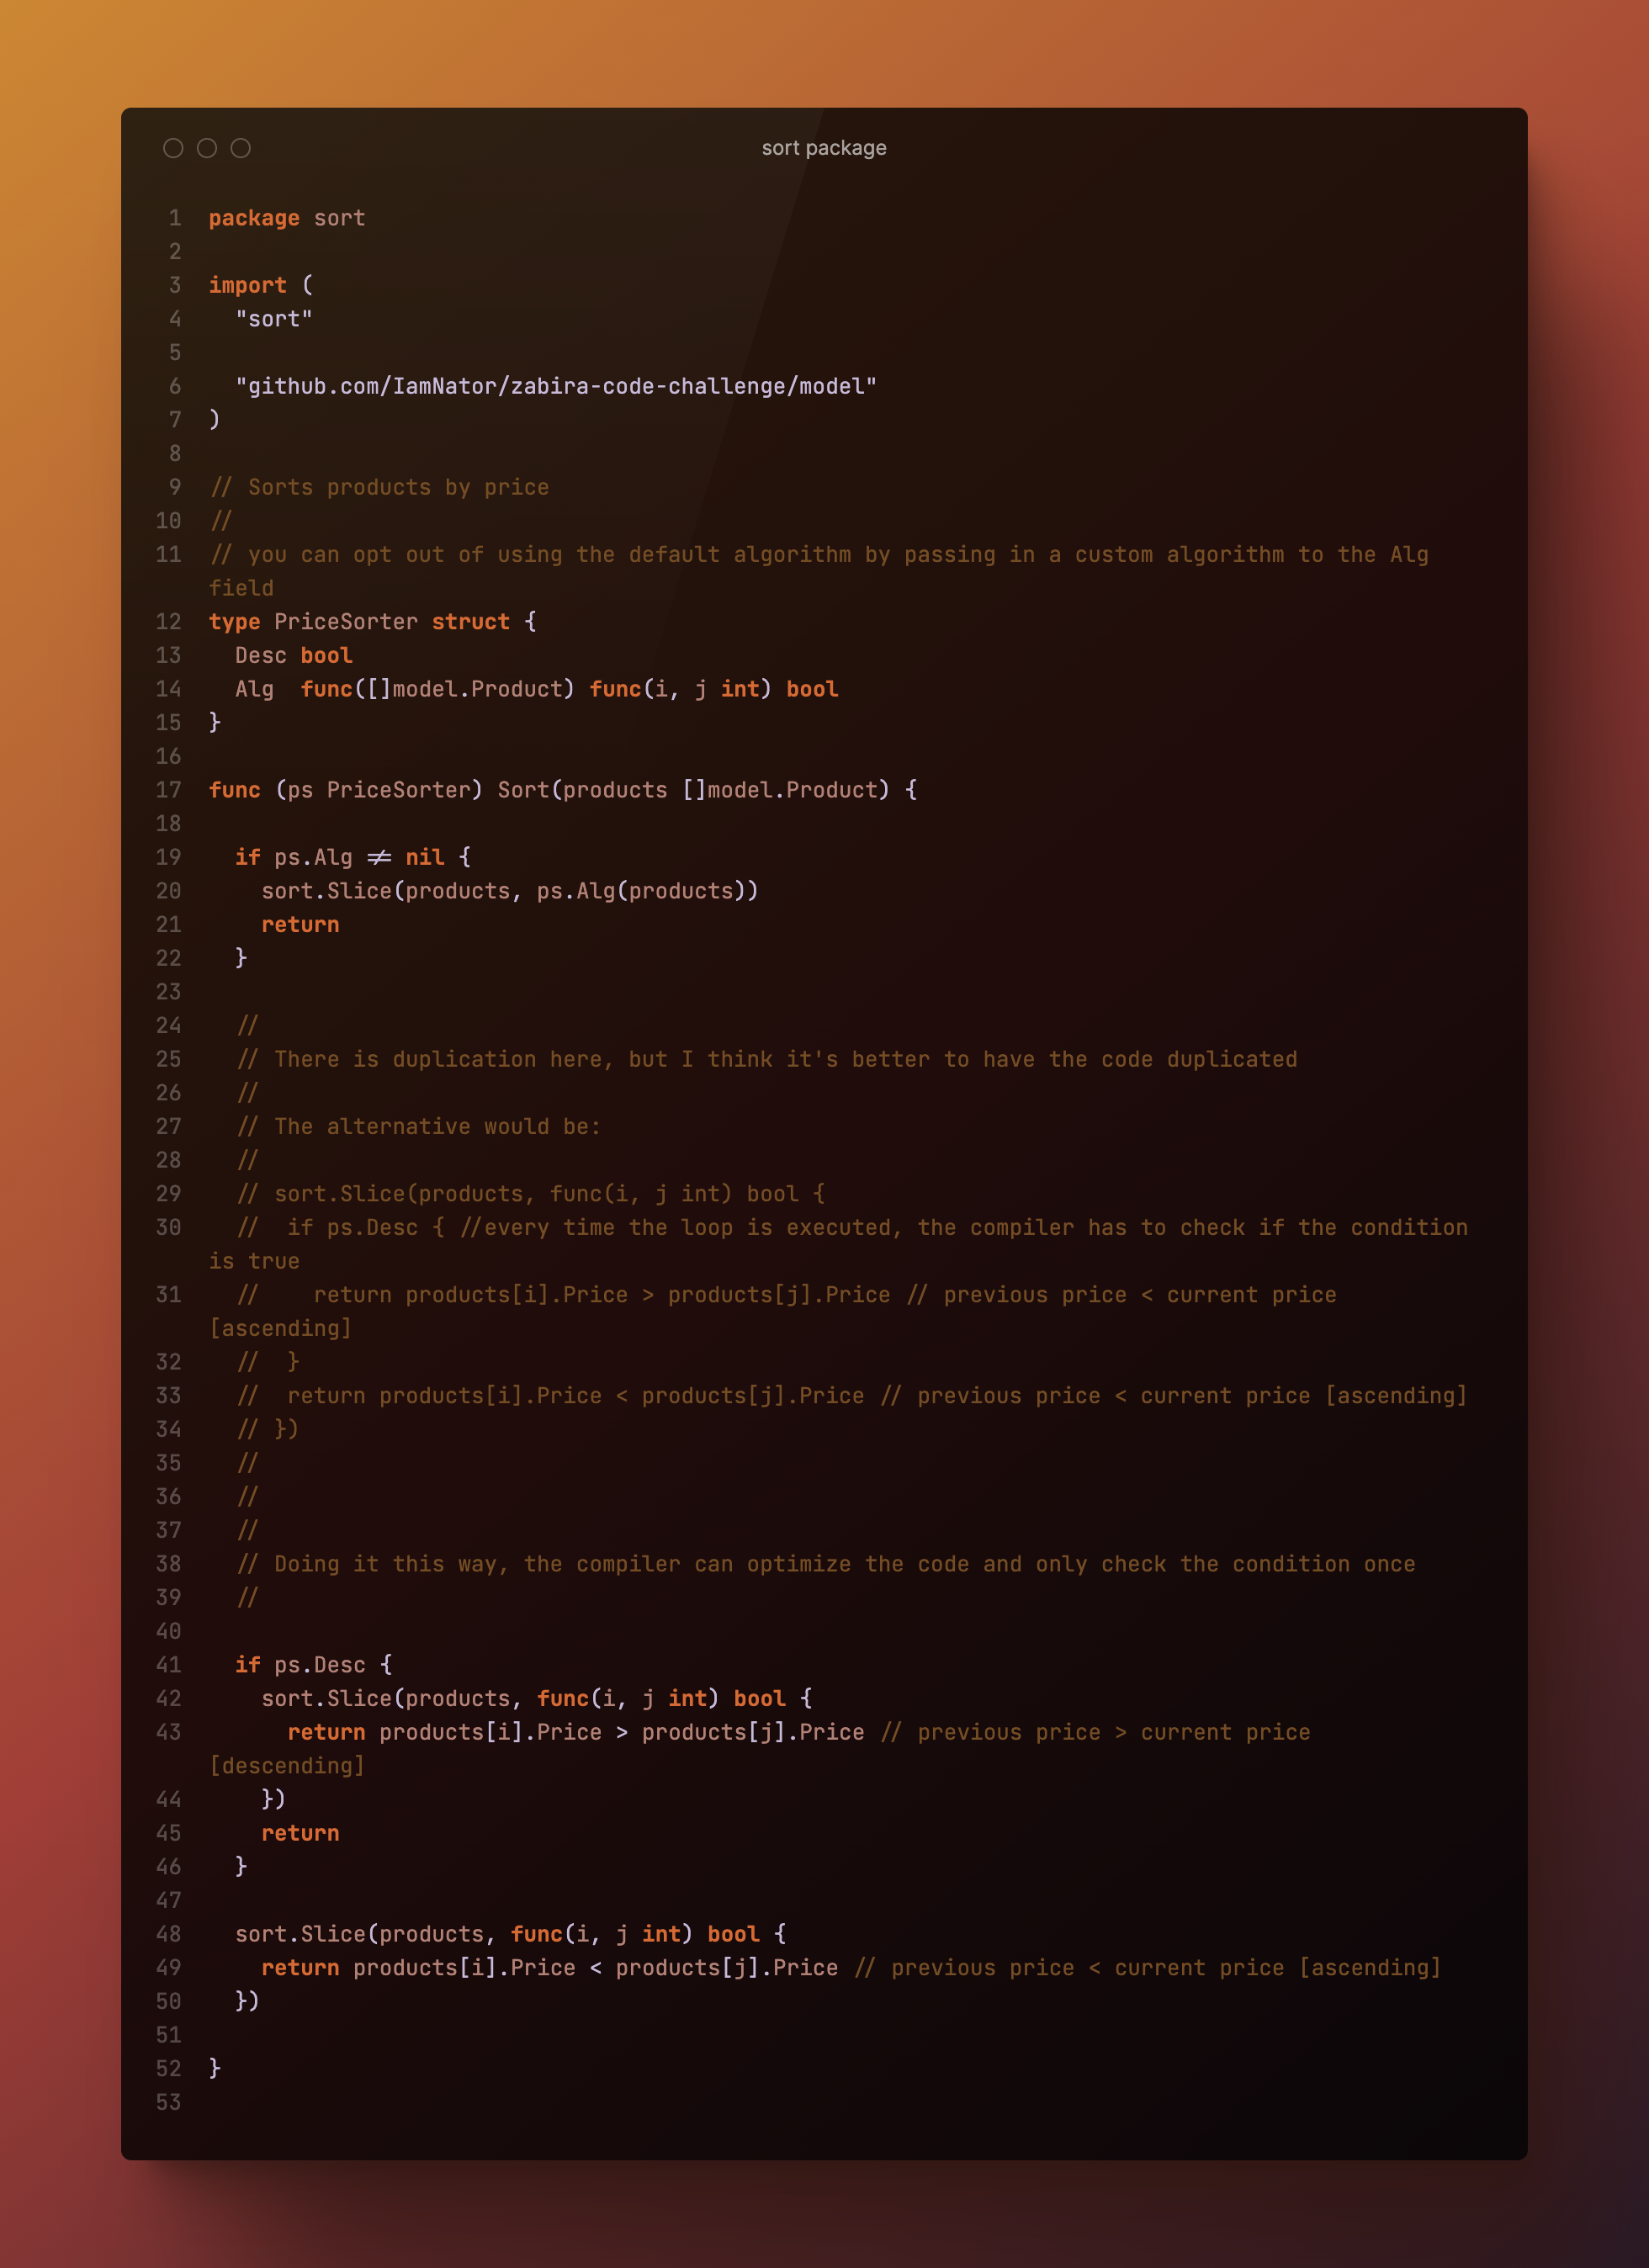 sort package
1 package sort
2
3 import (
4   "sort"
5
6   "github.com/IamNator/zabira-code-challenge/model"
7 )
8
9 // Sorts products by price
10 //
11 // you can opt out of using the default algorithm by passing in a custom algorithm to the Alg
field
12 type PriceSorter struct {
13   Desc bool
14   Alg  func([]model.Product) func(i, j int) bool
15 }
16
17 func (ps PriceSorter) Sort(products []model.Product) {
18
19   if ps.Alg != nil {
20     sort.Slice(products, ps.Alg(products))
21     return
22   }
23
24   //
25   // There is duplication here, but I think it's better to have the code duplicated
26   //
27   // The alternative would be:
28   //
29   // sort.Slice(products, func(i, j int) bool {
30   //  if ps.Desc { //every time the loop is executed, the compiler has to check if the condition
is true
31   //    return products[i].Price > products[j].Price // previous price < current price
[ascending]
32   //  }
33   //  return products[i].Price < products[j].Price // previous price < current price [ascending]
34   // })
35   //
36   //
37   //
38   // Doing it this way, the compiler can optimize the code and only check the condition once
39   //
40
41   if ps.Desc {
42     sort.Slice(products, func(i, j int) bool {
43       return products[i].Price > products[j].Price // previous price > current price
[descending]
44     })
45     return
46   }
47
48   sort.Slice(products, func(i, j int) bool {
49     return products[i].Price < products[j].Price // previous price < current price [ascending]
50   })
51
52 }
53